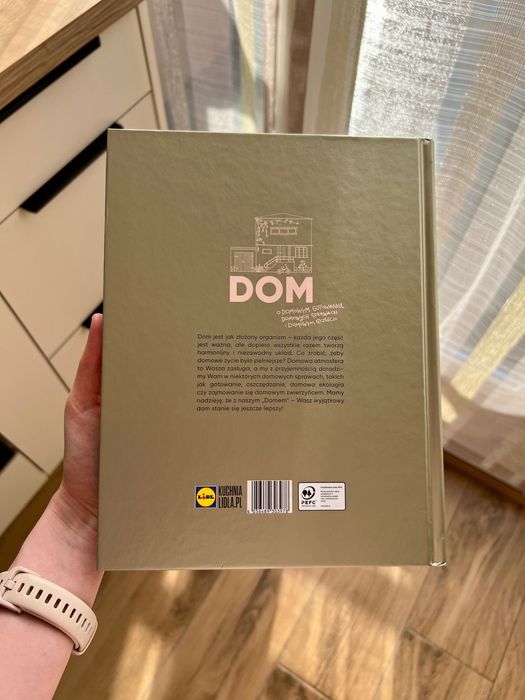 DOM
O DOMOWYM GOTOWANIU,
DOMOWYCH SPRAWACH
I DOMOWYM
Dom jest jak złożony organizm – każda jego część
jest ważna, ale dopiero wszystkie razem tworzą
harmonijny i niezawodny układ. Co zrobić, żeby
domowe życie było pełniejsze? Domowa atmosfera
to Wasza zasługa, a my z przyjemnością doradzi-
my Wam w niektórych domowych sprawach, takich
jak gotowanie, oszczędzanie, domowa ekologia
czy zajmowanie się domowym zwierzyńcem. Mamy
nadzieję, że z naszym „Domem” – Wasz wyjątkowy
dom stanie się jeszcze lepszy!
LIDL
KUCHNIA
LIDLA.PL
PEFC